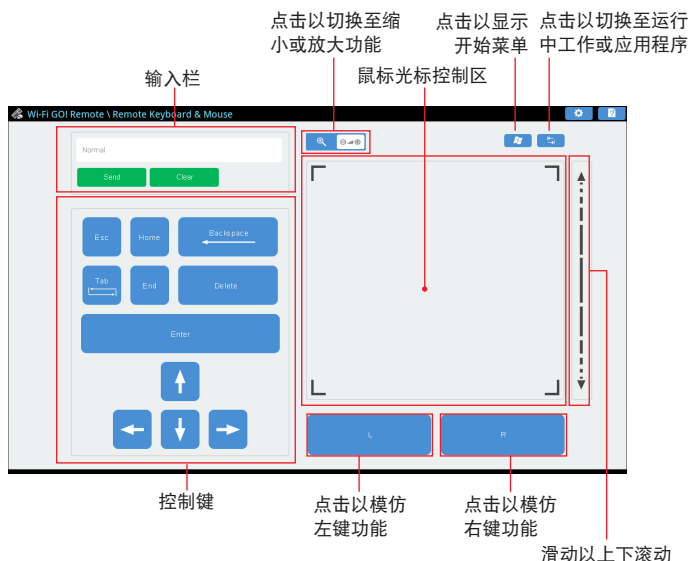 点击以切换至缩
小或放大功能
点击以显示
开始菜单
点击以切换至运行
中工作或应用程序
输入栏
鼠标光标控制区
Wi-Fi GO! Remote \ Remote Keyboard & Mouse
Normal
Send
Clear
Esc
Home
Backspace
Tab
End
Delete
Enter
L
R
控制键
点击以模仿
左键功能
点击以模仿
右键功能
滑动以上下滚动